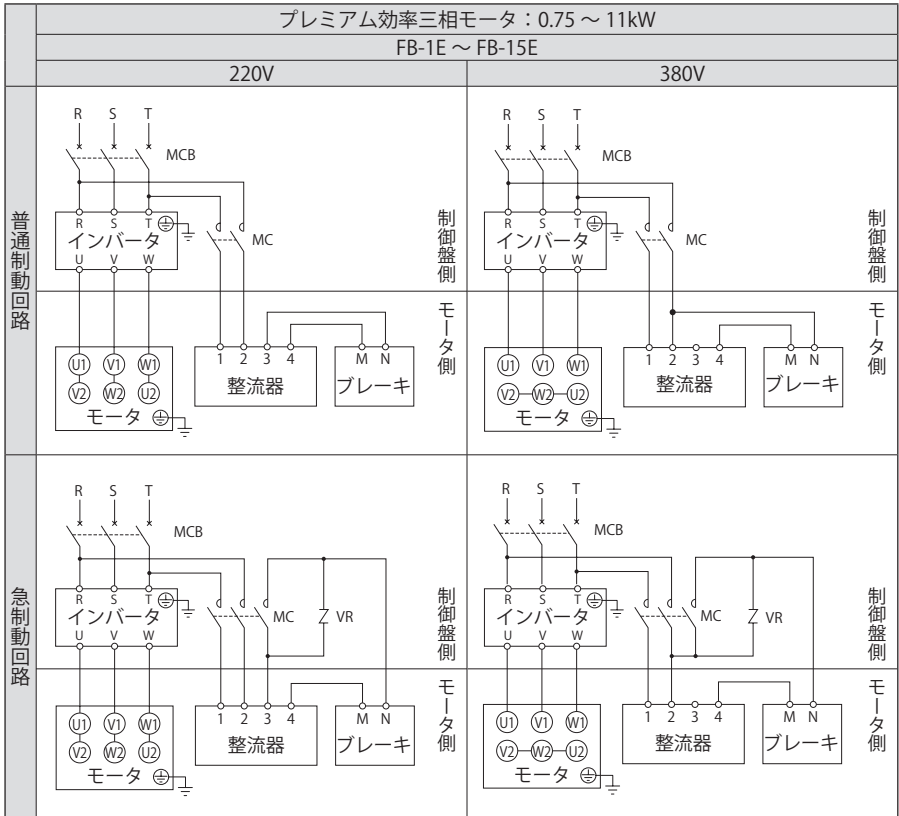 プレミアム効率三相モータ：0.75 ～ 11kW
FB-1E ～ FB-15E
220V
380V
普通制動回路
R S T
MCB
R S T
インバータ
U V W
MC
制御盤側
モータ側
U1 V1 W1
V2 W2 U2
モータ
1 2 3 4
整流器
M N
ブレーキ
R S T
MCB
R S T
インバータ
U V W
MC
制御盤側
モータ側
U1 V1 W1
V2 W2 U2
モータ
1 2 3 4
整流器
M N
ブレーキ
急制動回路
R S T
MCB
R S T
インバータ
U V W
MC
VR
制御盤側
モータ側
U1 V1 W1
V2 W2 U2
モータ
1 2 3 4
整流器
M N
ブレーキ
R S T
MCB
R S T
インバータ
U V W
MC
VR
制御盤側
モータ側
U1 V1 W1
V2 W2 U2
モータ
1 2 3 4
整流器
M N
ブレーキ